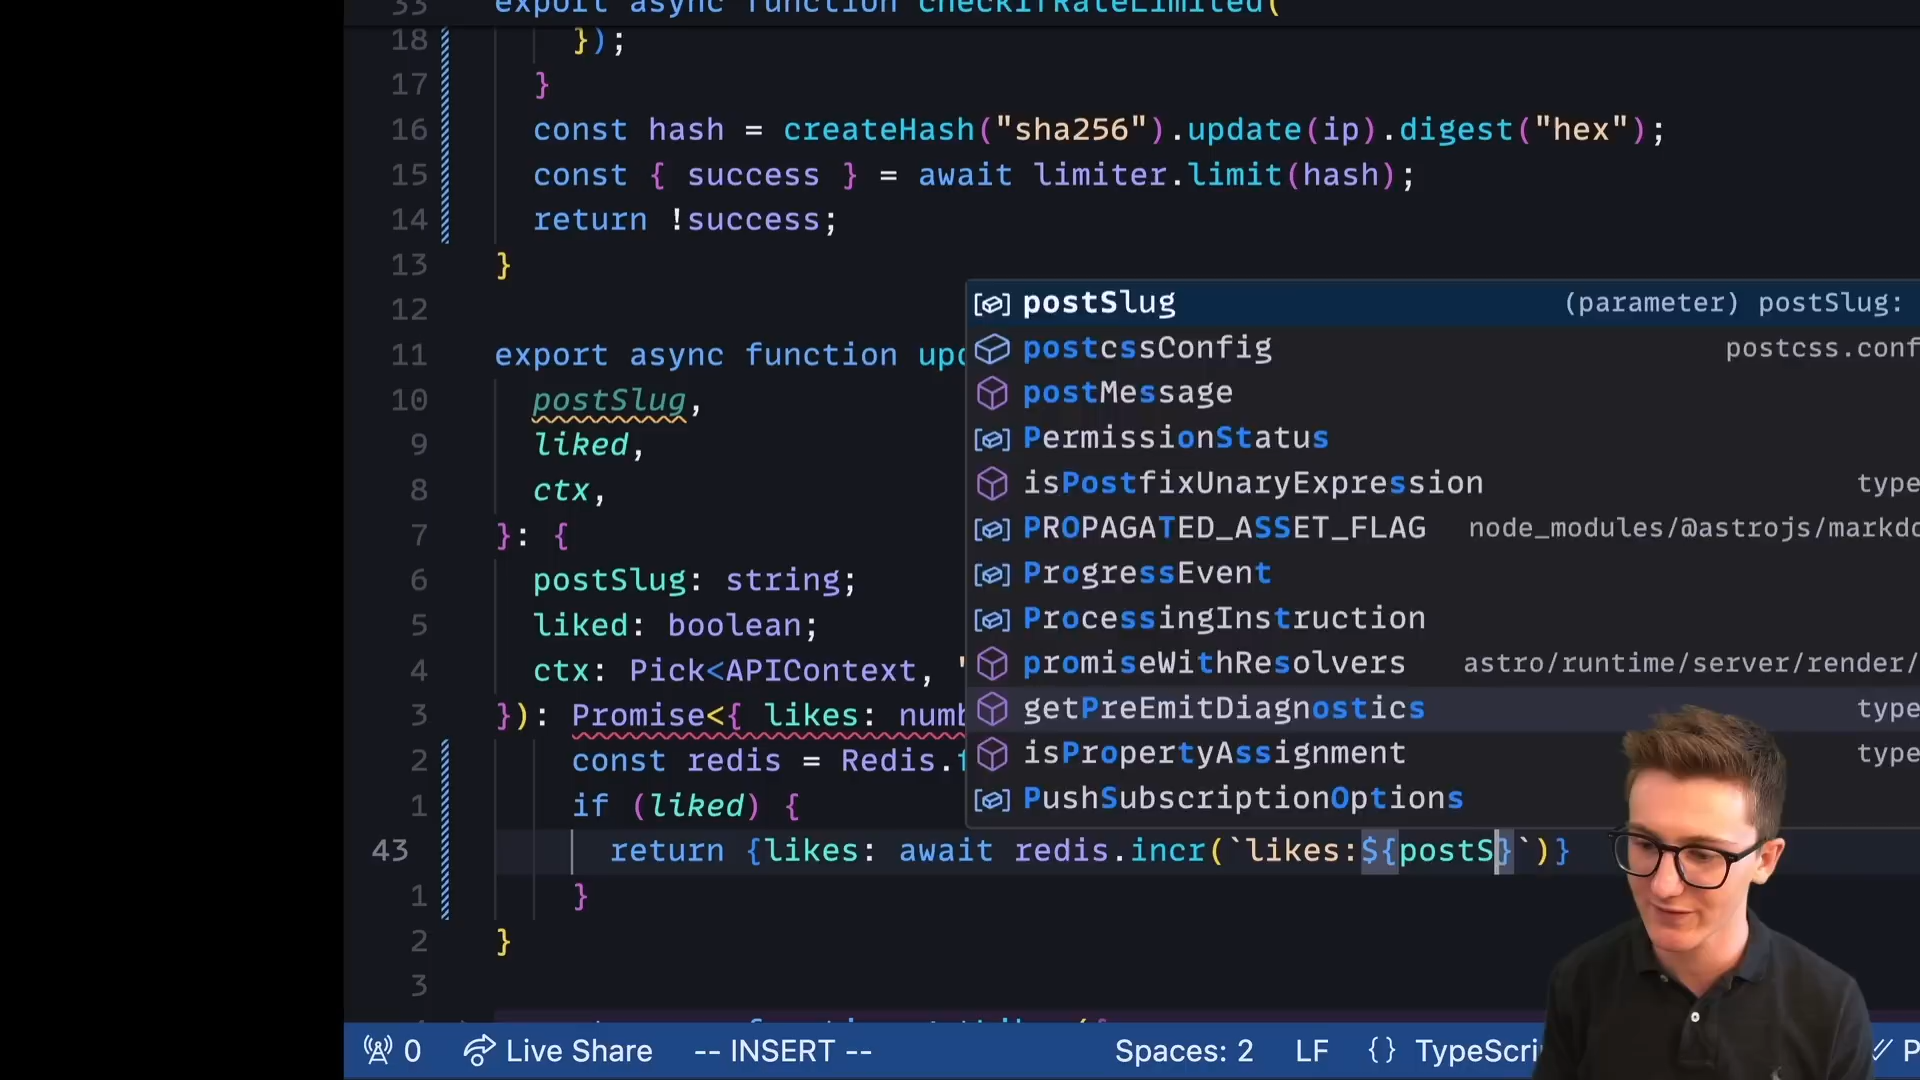 33 export async function checkIfRateLimited(
18 });
17 }
16 const hash = createHash("sha256").update(ip).digest("hex");
15 const { success } = await limiter.limit(hash);
14 return !success;
13 }
12
11 export async function upd
10 postSlug,
9 liked,
8 ctx,
7 }: {
6 postSlug: string;
5 liked: boolean;
4 ctx: Pick<APIContext, "
3 }): Promise<{ likes: numb
2 const redis = Redis.f
1 if (liked) {
43 return {likes: await redis.incr(`likes:${postS}`)}
1 }
2 }
3
postSlug (parameter) postSlug:
postcssConfig postcss.conf
postMessage
PermissionStatus
isPostfixUnaryExpression type
PROPAGATED_ASSET_FLAG node_modules/@astrojs/markdo
ProgressEvent
ProcessingInstruction
promiseWithResolvers astro/runtime/server/render/
getPreEmitDiagnostics type
isPropertyAssignment type
PushSubscriptionOptions
0 Live Share -- INSERT -- Spaces: 2 LF {} TypeScri P